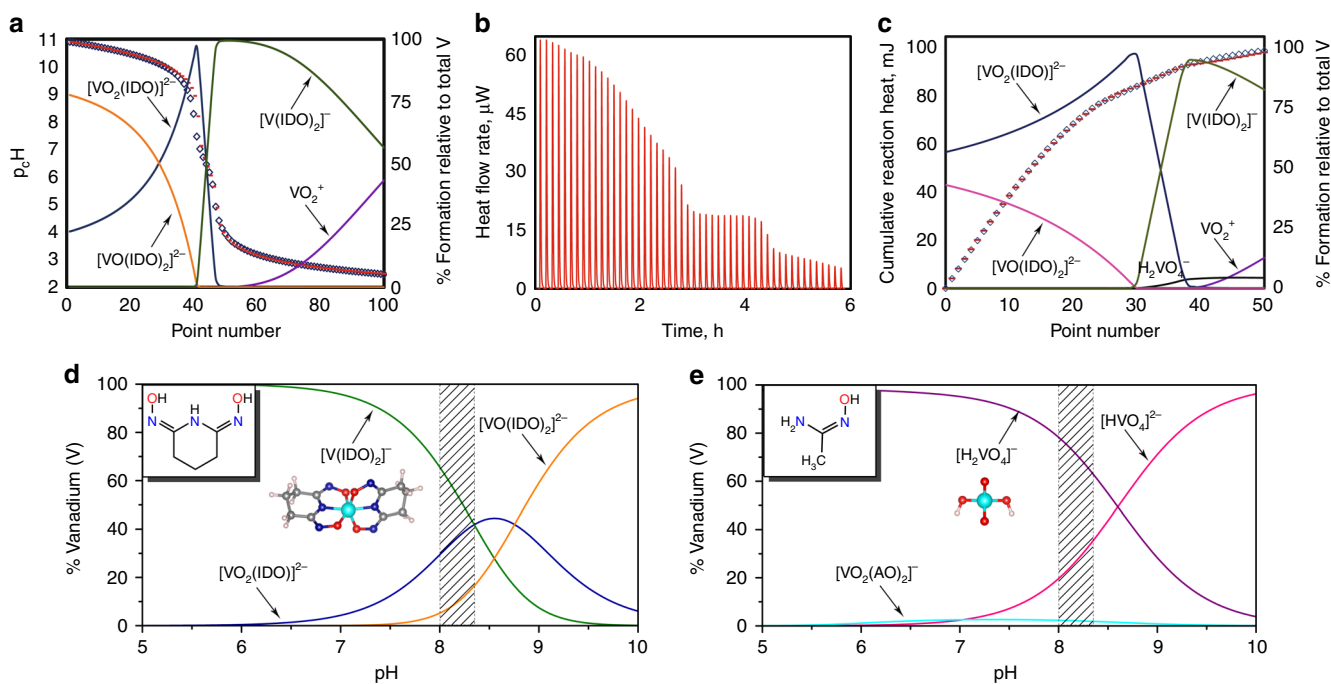 a
11
10
9
8
7
6
5
4
3
2
pcH
0
20
40
60
80
100
Point number
100
75
50
25
0
% Formation relative to total V
[VO₂(IDO)]²⁻
[V(IDO)₂]⁻
VO₂⁺
[VO(IDO)₂]²⁻
b
60
45
30
15
0
Heat flow rate, μW
0
1
2
3
4
5
6
Time, h
c
100
80
60
40
20
0
Cumulative reaction heat, mJ
0
10
20
30
40
50
Point number
100
75
50
25
0
% Formation relative to total V
[VO₂(IDO)]²⁻
[V(IDO)₂]⁻
[VO(IDO)₂]²⁻
H₂VO₄⁻
VO₂⁺
d
100
80
60
40
20
0
% Vanadium (V)
5
6
7
8
9
10
pH
OH
H
OH
N
N
N
[V(IDO)₂]⁻
[VO(IDO)₂]²⁻
[VO₂(IDO)]²⁻
e
100
80
60
40
20
0
% Vanadium (V)
5
6
7
8
9
10
pH
OH
H₂N
N
H₃C
[H₂VO₄]⁻
[HVO₄]²⁻
[VO₂(AO)₂]⁻